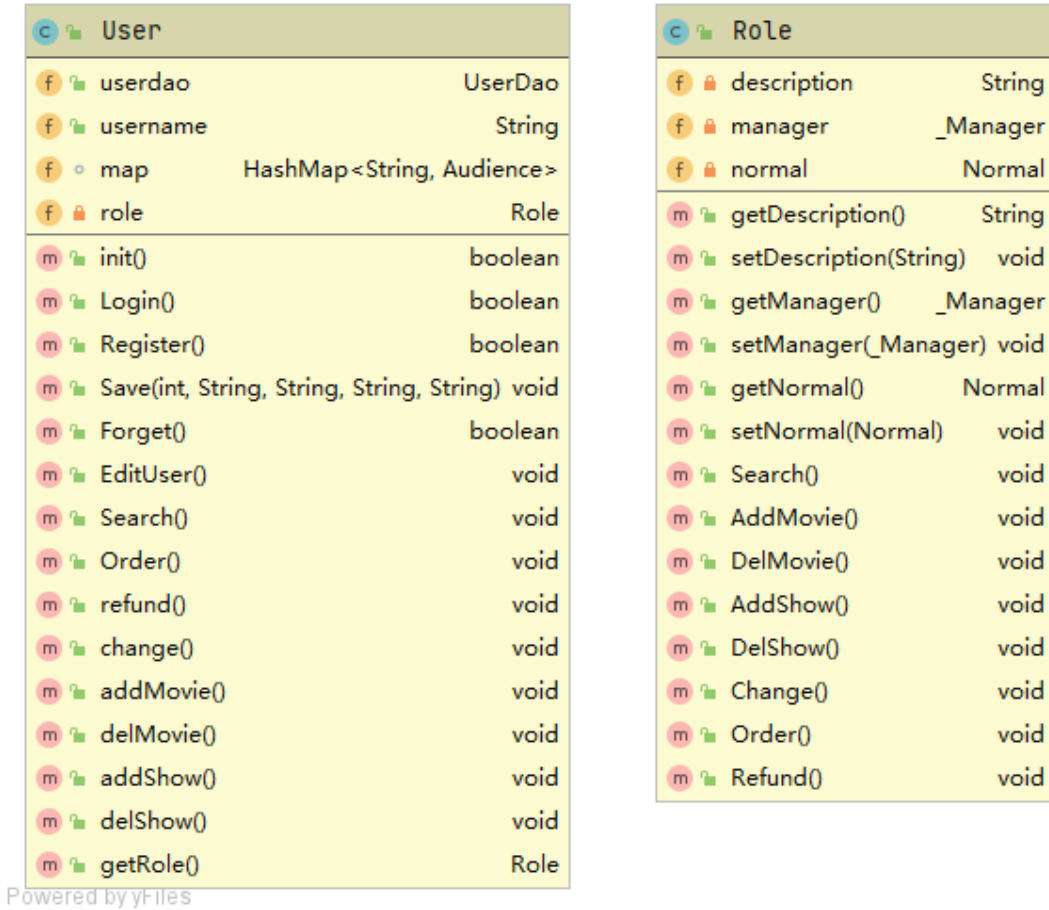 User
userdao UserDao
username String
map HashMap<String, Audience>
role Role
init() boolean
Login() boolean
Register() boolean
Save(int, String, String, String, String) void
Forget() boolean
EditUser() void
Search() void
Order() void
refund() void
change() void
addMovie() void
delMovie() void
addShow() void
delShow() void
getRole() Role
Role
description String
manager _Manager
normal Normal
getDescription() String
setDescription(String) void
getManager() _Manager
setManager(_Manager) void
getNormal() Normal
setNormal(Normal) void
Search() void
AddMovie() void
DelMovie() void
AddShow() void
DelShow() void
Change() void
Order() void
Refund() void
Powered by yFiles